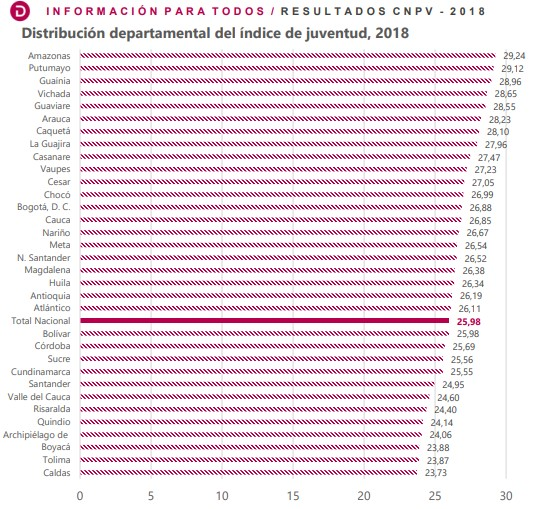 INFORMACIÓN PARA TODOS / RESULTADOS CNPV - 2018
Distribución departamental del índice de juventud, 2018
Amazonas 29,24
Putumayo 29,12
Guainia 28,96
Vichada 28,65
Guaviare 28,55
Arauca 28,23
Caquetá 28,10
La Guajira 27,96
Casanare 27,47
Vaupes 27,23
Cesar 27,05
Chocó 26,99
Bogotá, D. C. 26,88
Cauca 26,85
Nariño 26,67
Meta 26,54
N. Santander 26,52
Magdalena 26,38
Huila 26,34
Antioquia 26,19
Atlántico 26,11
Total Nacional 25,98
Bolívar 25,98
Córdoba 25,69
Sucre 25,56
Cundinamarca 25,55
Santander 24,95
Valle del Cauca 24,60
Risaralda 24,40
Quindio 24,14
Archipiélago de 24,06
Boyacá 23,88
Tolima 23,87
Caldas 23,73
0 5 10 15 20 25 30